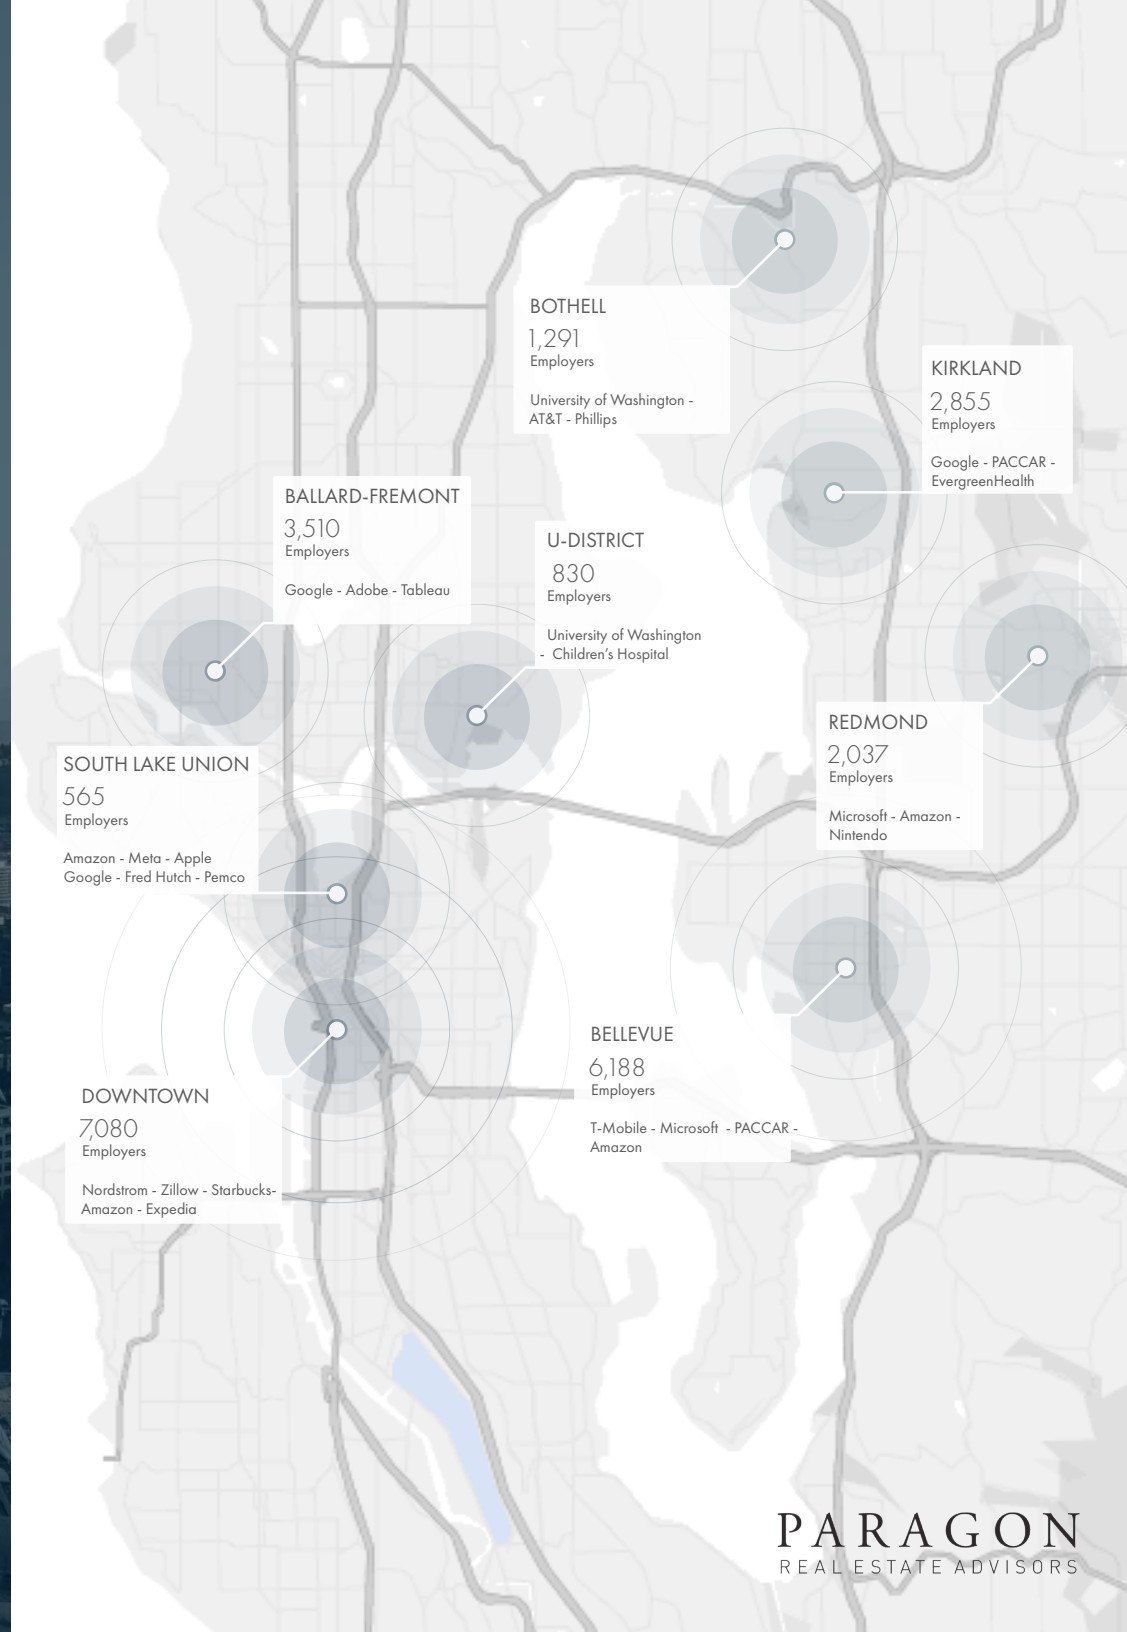 BOTHELL
1,291
Employers
University of Washington -
AT&T - Phillips
KIRKLAND
2,855
Employers
Google - PACCAR -
EvergreenHealth
BALLARD-FREMONT
3,510
Employers
Google - Adobe - Tableau
U-DISTRICT
830
Employers
University of Washington
- Children's Hospital
REDMOND
2,037
Employers
Microsoft - Amazon -
Nintendo
SOUTH LAKE UNION
565
Employers
Amazon - Meta - Apple
Google - Fred Hutch - Pemco
BELLEVUE
6,188
Employers
T-Mobile - Microsoft - PACCAR -
Amazon
DOWNTOWN
7,080
Employers
Nordstrom - Zillow - Starbucks-
Amazon - Expedia
PARAGON
REAL ESTATE ADVISORS